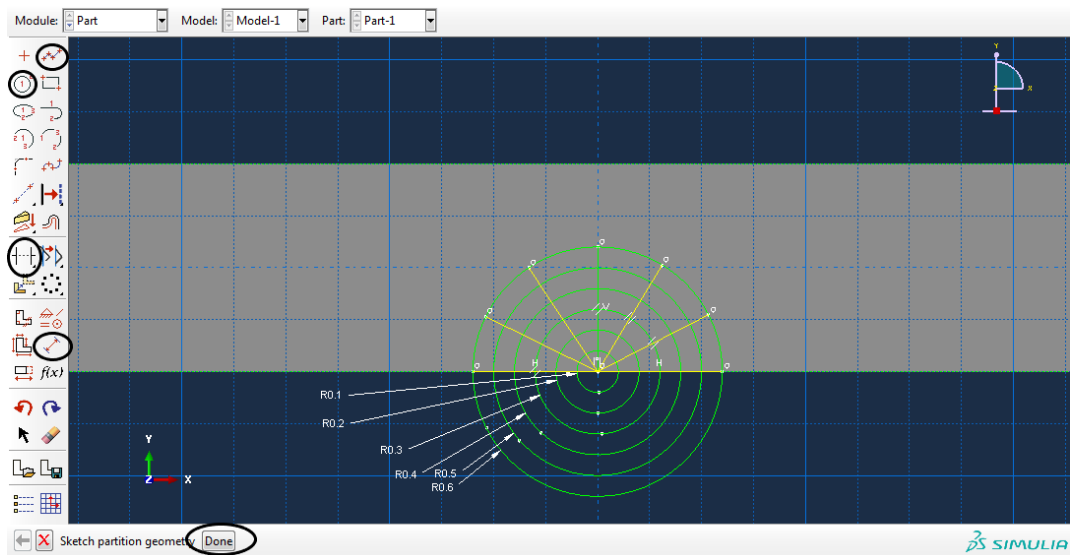 Module: Part Model: Model-1 Part: Part-1
Y
X
Z
f(x)
R0.1
R0.2
R0.3
R0.4
R0.5
R0.6
H
V
H
Y
Z
X
Sketch partition geometry Done
SIMULIA